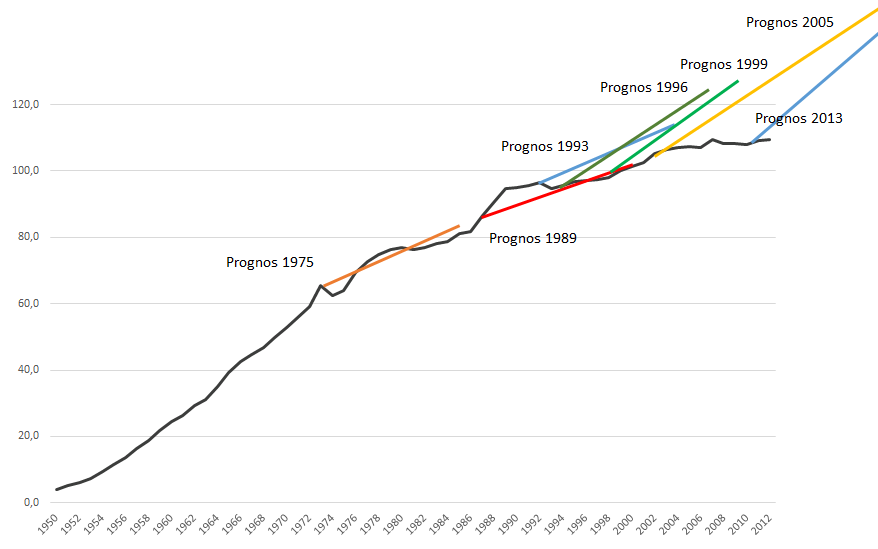 Prognos 2005
Prognos 1999
Prognos 1996
Prognos 2013
Prognos 1993
Prognos 1989
Prognos 1975
120,0
100,0
80,0
60,0
40,0
20,0
0,0
1950 1952 1954 1956 1958 1960 1962 1964 1966 1968 1970 1972 1974 1976 1978 1980 1982 1984 1986 1988 1990 1992 1994 1996 1998 2000 2002 2004 2006 2008 2010 2012